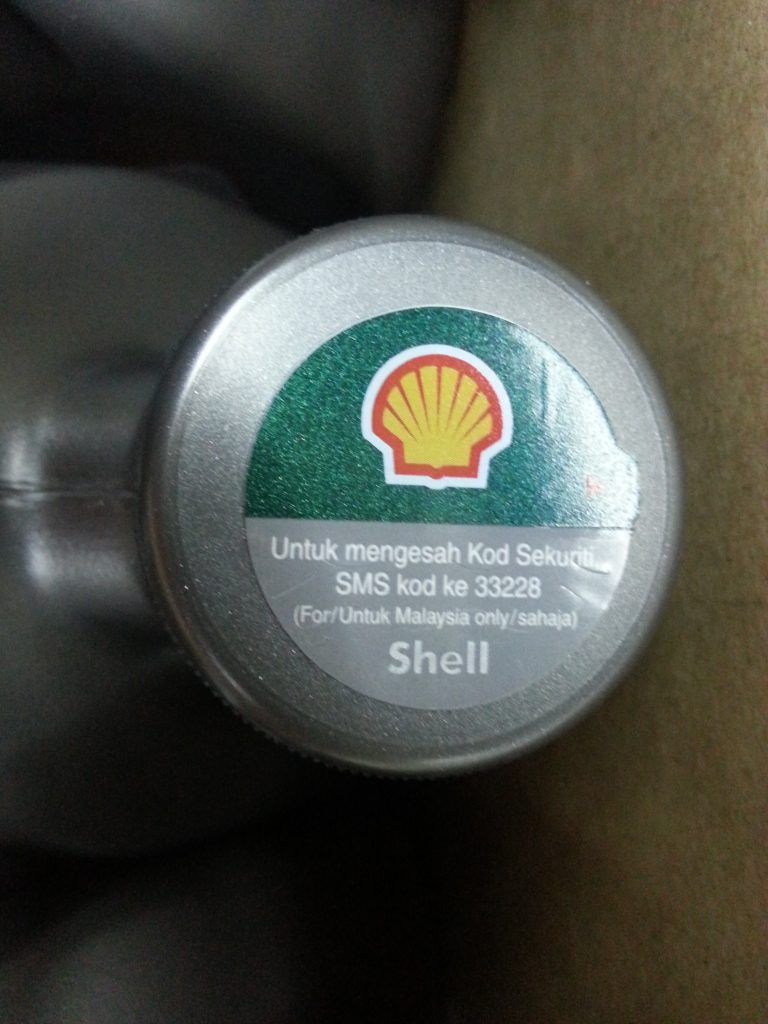 Untuk mengesah Kod Sekuriti...
SMS kod ke 33228
(For/Untuk Malaysia only/sahaja)
Shell